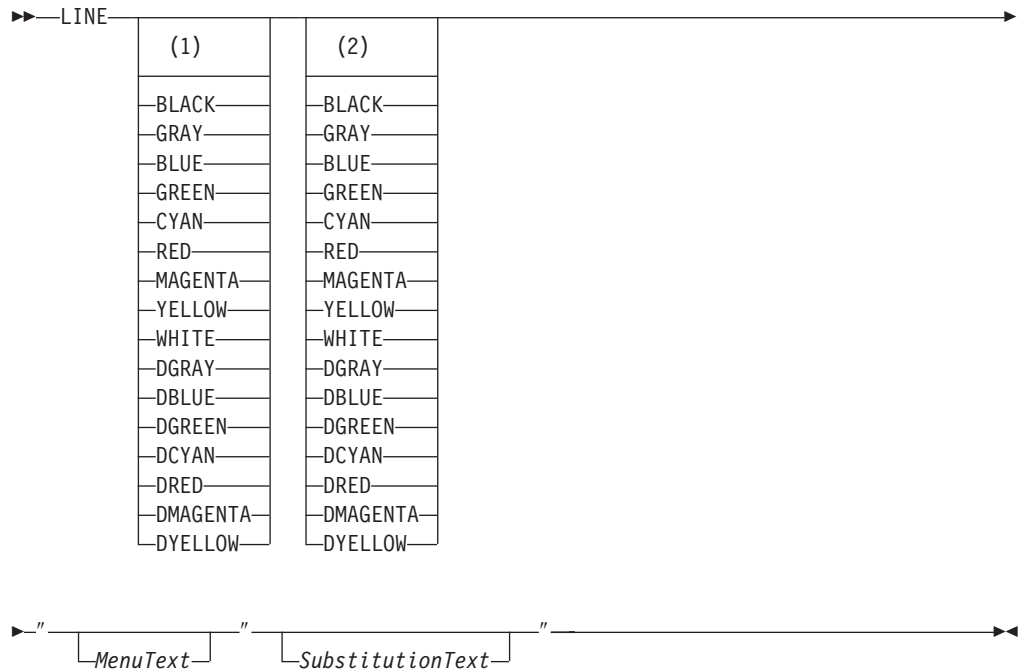 LINE
(1) (2)
BLACK BLACK
GRAY GRAY
BLUE BLUE
GREEN GREEN
CYAN CYAN
RED RED
MAGENTA MAGENTA
YELLOW YELLOW
WHITE WHITE
DGRAY DGRAY
DBLUE DBLUE
DGREEN DGREEN
DCYAN DCYAN
DRED DRED
DMAGENTA DMAGENTA
DYELLOW DYELLOW
" " "
MenuText SubstitutionText